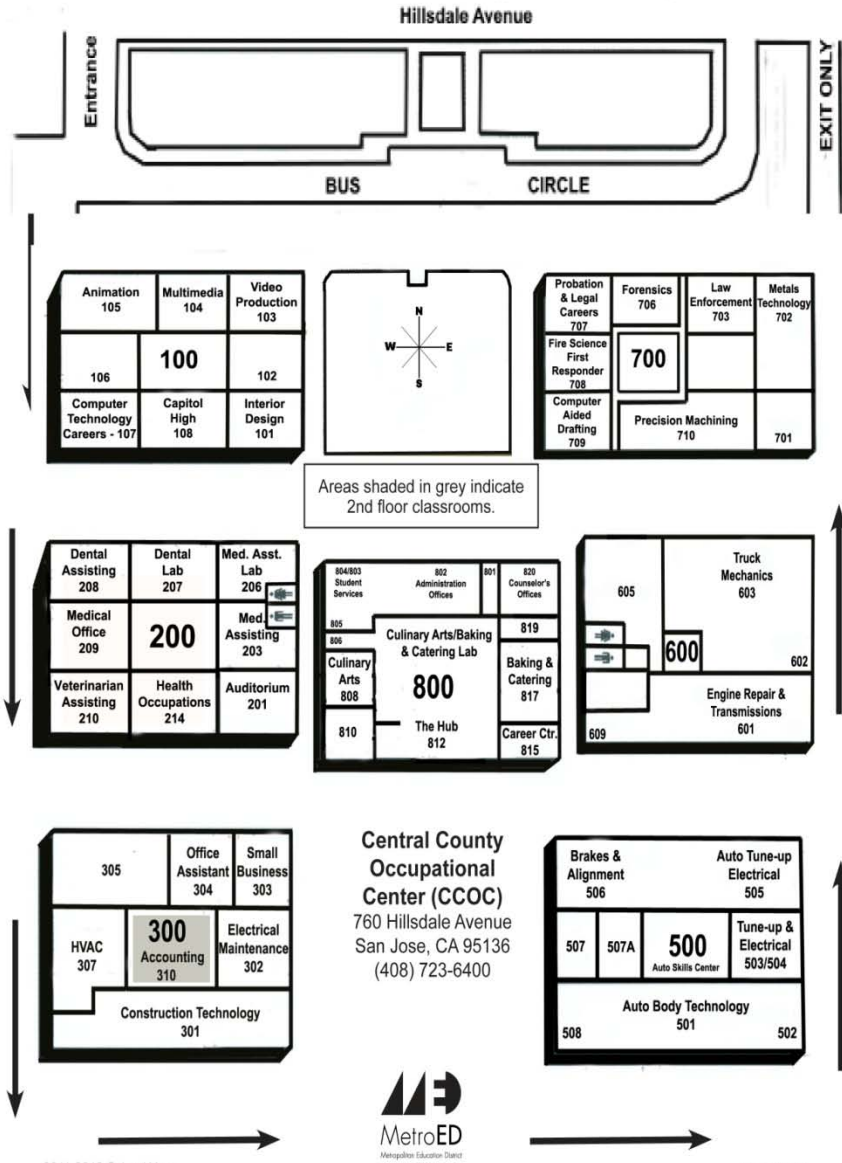 Hillsdale Avenue
Entrance
EXIT ONLY
BUS CIRCLE
Animation
105
Multimedia
104
Video
Production
103
106
100
102
Computer
Technology
Careers - 107
Capitol
High
108
Interior
Design
101
N
W E
S
Probation
& Legal
Careers
707
Forensics
706
Law
Enforcement
703
Metals
Technology
702
Fire Science
First
Responder
708
700
Computer
Aided
Drafting
709
Precision Machining
710
701
Areas shaded in grey indicate
2nd floor classrooms.
Dental
Assisting
208
Dental
Lab
207
Med. Asst.
Lab
206
Medical
Office
209
200
Med.
Assisting
203
Veterinarian
Assisting
210
Health
Occupations
214
Auditorium
201
804/803
Student
Services
802
Administration
Offices
801
820
Counselor's
Offices
805
806
Culinary Arts/Baking
& Catering Lab
819
Culinary
Arts
808
800
Baking &
Catering
817
810
The Hub
812
Career Ctr.
815
605
Truck
Mechanics
603
600
602
Engine Repair &
Transmissions
601
609
305
Office
Assistant
304
Small
Business
303
HVAC
307
300
Accounting
310
Electrical
Maintenance
302
Construction Technology
301
Central County
Occupational
Center (CCOC)
760 Hillsdale Avenue
San Jose, CA 95136
(408) 723-6400
Brakes &
Alignment
506
Auto Tune-up
Electrical
505
507
507A
500
Auto Skills Center
Tune-up &
Electrical
503/504
Auto Body Technology
501
508
502
MetroED
Metropolitan Education District